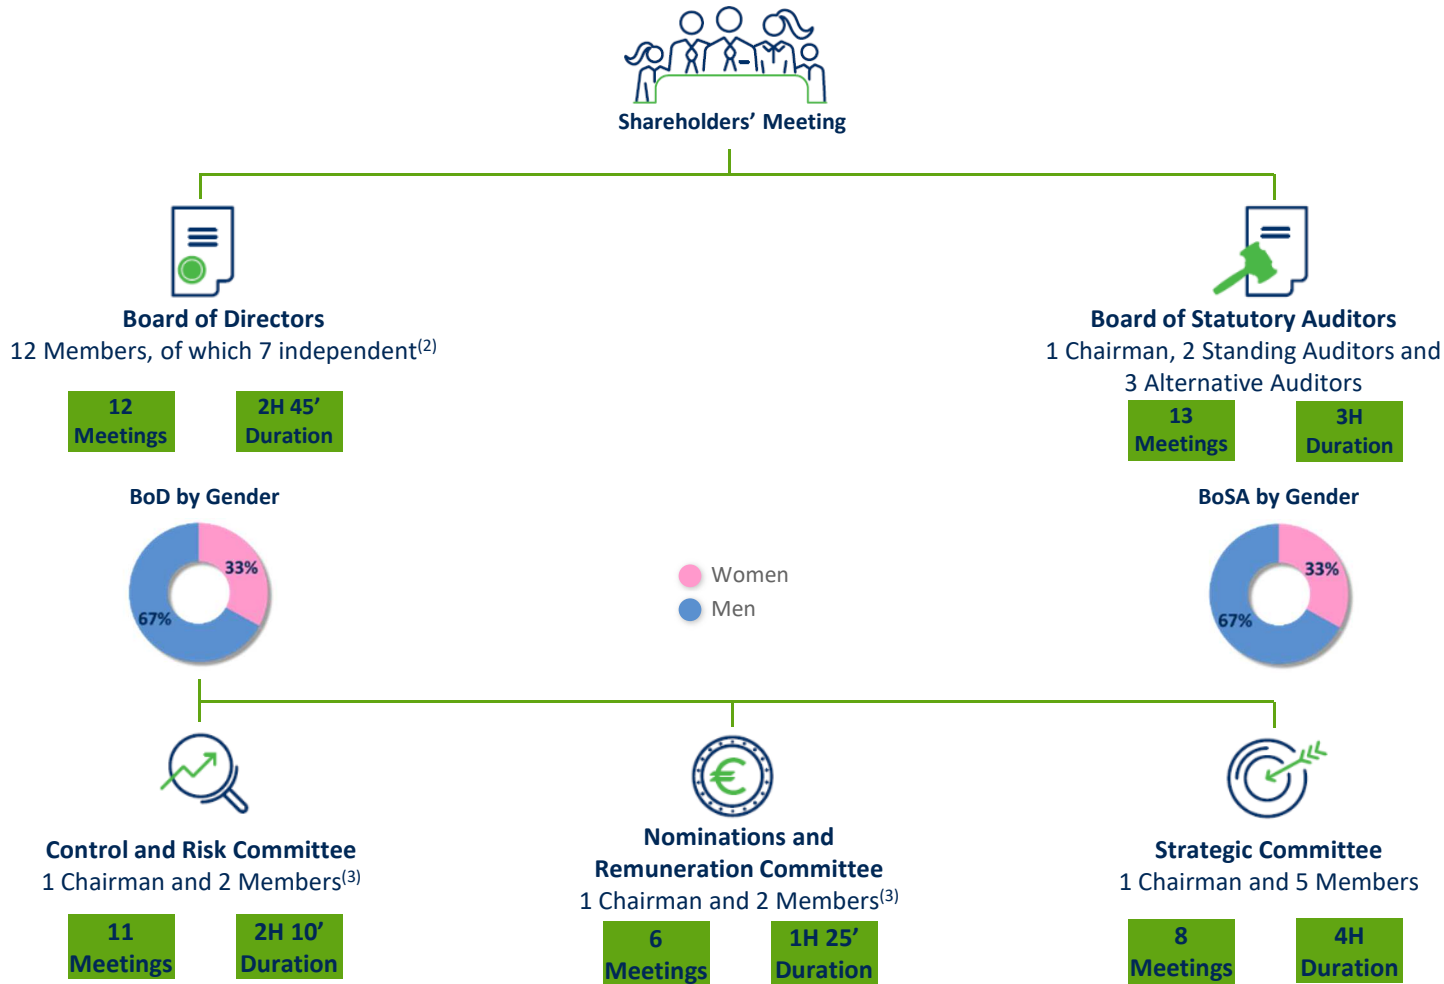 Shareholders’ Meeting
Board of Directors
12 Members, of which 7 independent(2)
12
Meetings
2H 45’
Duration
Board of Statutory Auditors
1 Chairman, 2 Standing Auditors and
3 Alternative Auditors
13
Meetings
3H
Duration
BoD by Gender
33%
67%
Women
Men
BoSA by Gender
33%
67%
Control and Risk Committee
1 Chairman and 2 Members(3)
11
Meetings
2H 10’
Duration
Nominations and
Remuneration Committee
1 Chairman and 2 Members(3)
6
Meetings
1H 25’
Duration
Strategic Committee
1 Chairman and 5 Members
8
Meetings
4H
Duration